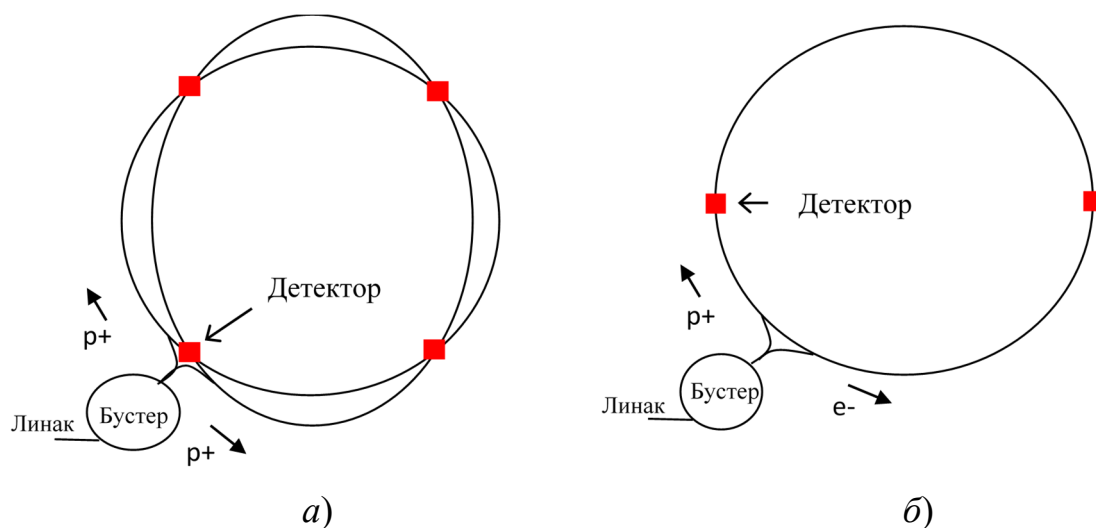 Детектор
p+
Линак
Бустер
p+
а)
Детектор
p+
Линак
Бустер
e-
б)